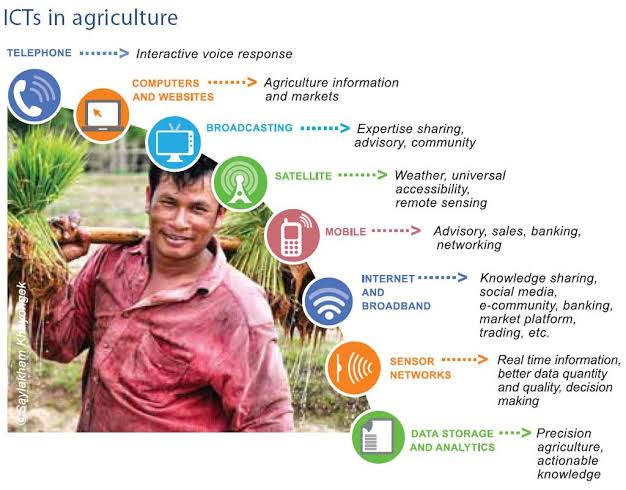 ICTs in agriculture
TELEPHONE
Interactive voice response
COMPUTERS
AND WEBSITES
Agriculture information
and markets
BROADCASTING
Expertise sharing,
advisory, community
SATELLITE
Weather, universal
accessibility,
remote sensing
MOBILE
Advisory, sales, banking,
networking
INTERNET
AND
BROADBAND
Knowledge sharing,
social media,
e-community, banking,
market platform,
trading, etc.
SENSOR
NETWORKS
Real time information,
better data quantity
and quality, decision
making
DATA STORAGE
AND ANALYTICS
Precision
agriculture,
actionable
knowledge
©Saylakham